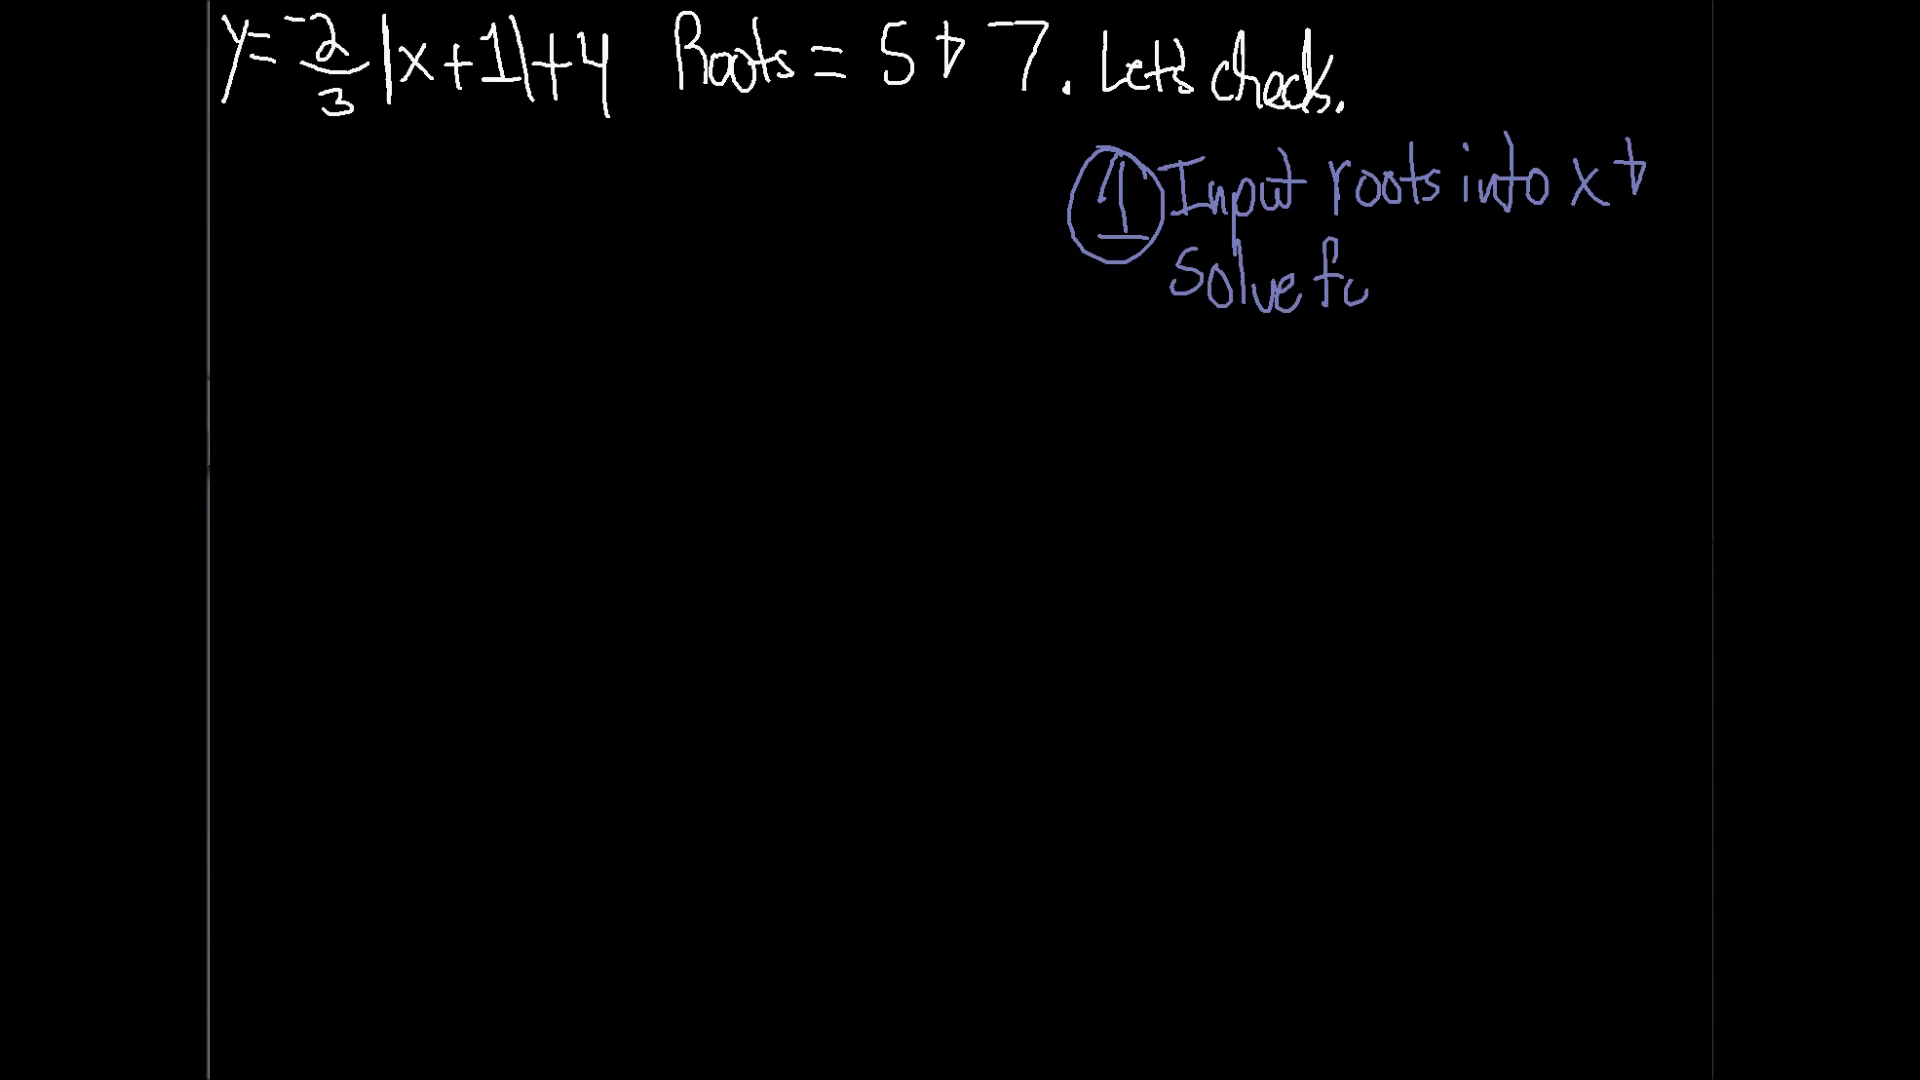 y = -2/3 |x+1|+4 Roots = 5 + 7. Let's check.
1 Input roots into x +
Solve fo